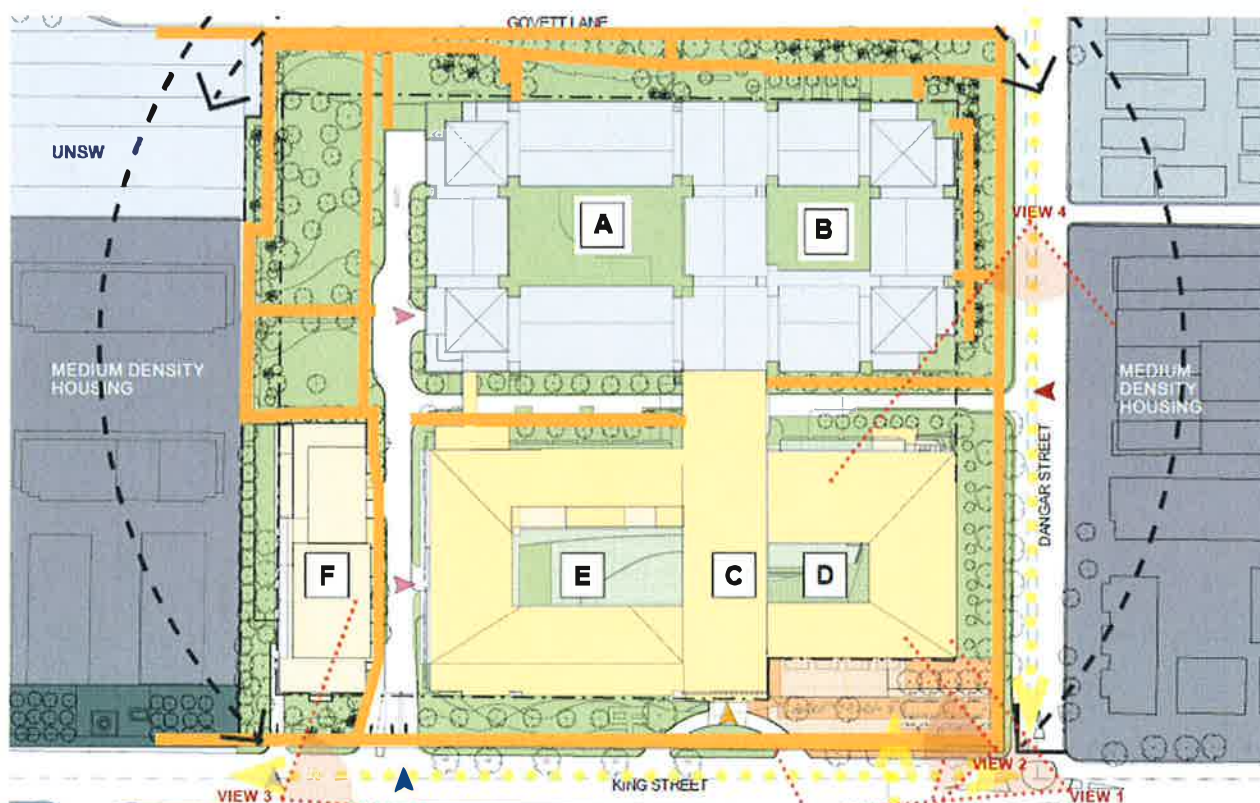 GOVETT LANE
UNSW
A
B
VIEW 4
MEDIUM DENSITY
HOUSING
MEDIUM
DENSITY
HOUSING
DANGAR STREET
F
E
C
D
VIEW 2
KING STREET
VIEW 3
VIEW 1